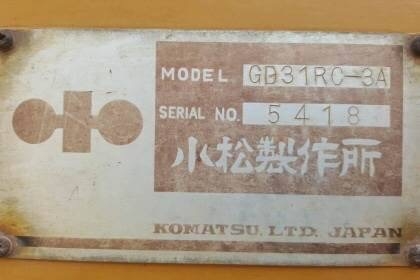 MODEL GD31RC-3A
SERIAL NO. 5418
小松製作所
KOMATSU, LTD. JAPAN